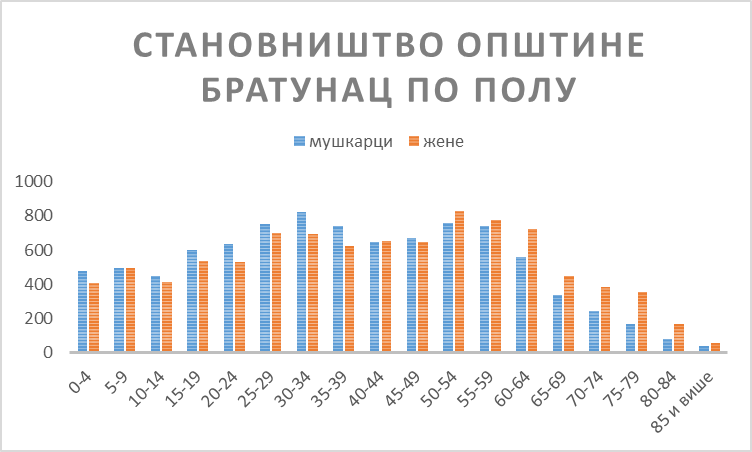 СТАНОВНИШТВО ОПШТИНЕ
БРАТУНАЦ ПО ПОЛУ
мушкарци жене
1000
800
600
400
200
0
0-4 5-9 10-14 15-19 20-24 25-29 30-34 35-39 40-44 45-49 50-54 55-59 60-64 65-69 70-74 75-79 80-84 85 и више